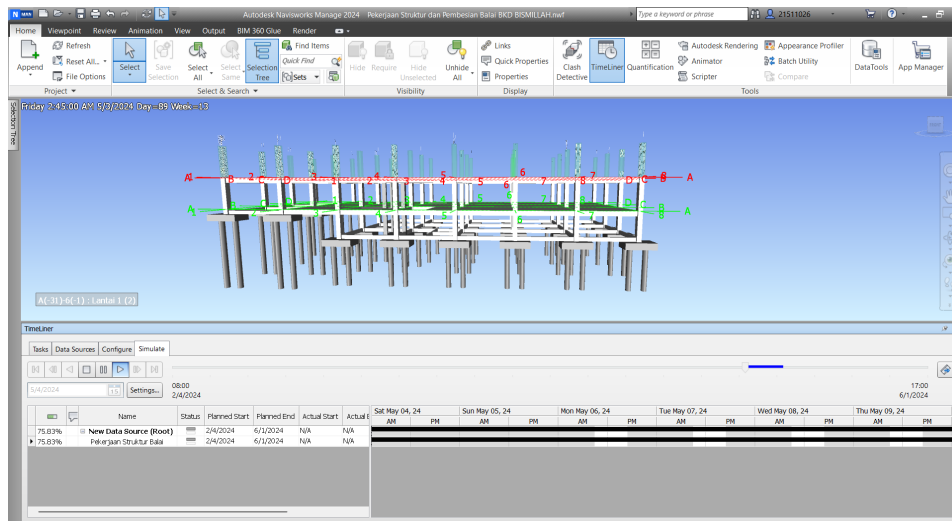 MAN
Autodesk Navisworks Manage 2024 Pekerjaan Struktur dan Pembesian Balai BKD BISMILLAH.nwf
Type a keyword or phrase
21511026
Home Viewpoint Review Animation View Output BIM 360 Glue Render
Append
Refresh
Reset All...
File Options
Select
Save Selection
Select All
Select Same
Selection Tree
Find Items
Quick Find
Sets
Hide
Require
Hide Unselected
Unhide All
Links
Quick Properties
Properties
Clash Detective
TimeLiner
Quantification
Autodesk Rendering
Animator
Scripter
Appearance Profiler
Batch Utility
Compare
DataTools
App Manager
Project
Select & Search
Visibility
Display
Tools
Selection Tree
Friday 2:45:00 AM 5/3/2024 Day=89 Week=13
A(-31)-6(-1) : Lantai 1 (2)
TimeLiner
Tasks Data Sources Configure Simulate
5/4/2024
15
Settings...
08:00
2/4/2024
17:00
6/1/2024
Name Status Planned Start Planned End Actual Start Actual E
Sat May 04, 24 Sun May 05, 24 Mon May 06, 24 Tue May 07, 24 Wed May 08, 24 Thu May 09, 24
AM PM AM PM AM PM AM PM AM PM AM PM
75.83% New Data Source (Root) 2/4/2024 6/1/2024 N/A N/A
75.83% Pekerjaan Struktur Balai 2/4/2024 6/1/2024 N/A N/A